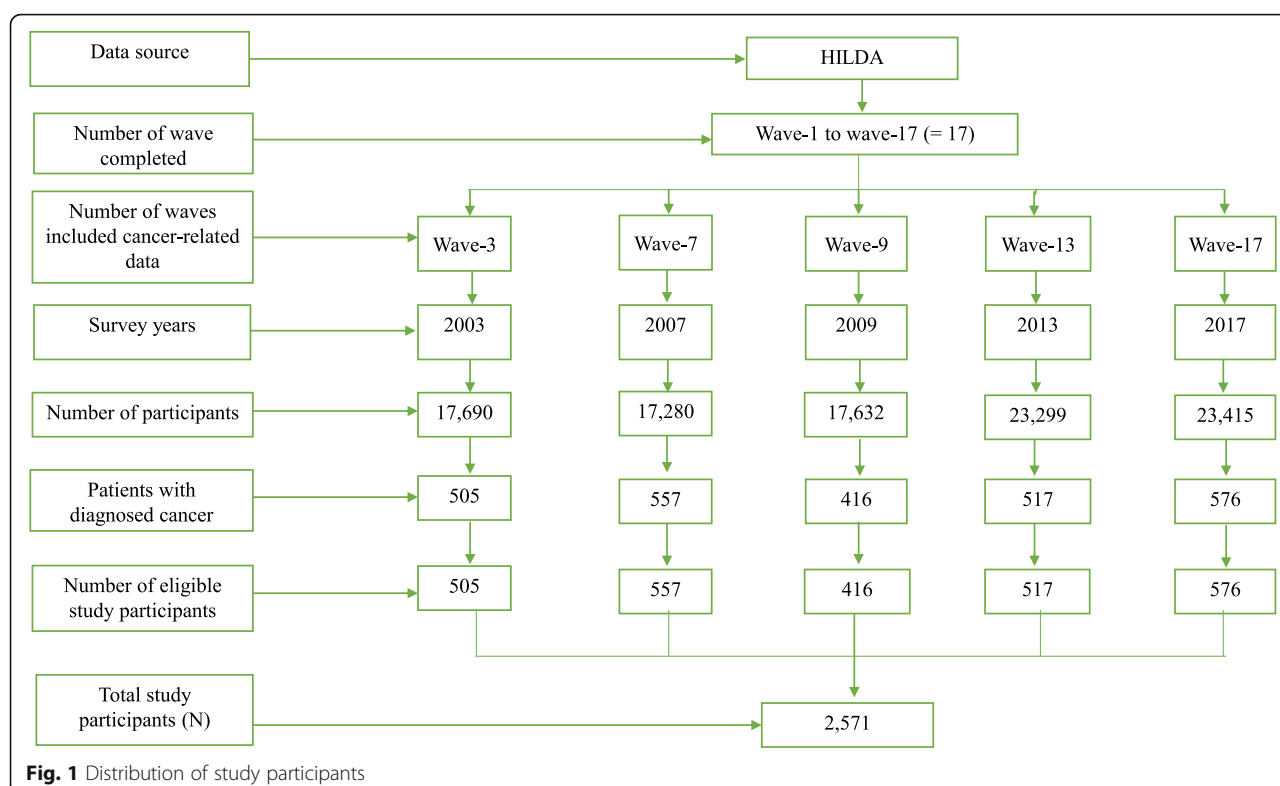 Data source
HILDA
Number of wave
completed
Wave-1 to wave-17 (= 17)
Number of waves
included cancer-related
data
Wave-3
Wave-7
Wave-9
Wave-13
Wave-17
Survey years
2003
2007
2009
2013
2017
Number of participants
17,690
17,280
17,632
23,299
23,415
Patients with
diagnosed cancer
505
557
416
517
576
Number of eligible
study participants
505
557
416
517
576
Total study
participants (N)
2,571
Fig. 1 Distribution of study participants